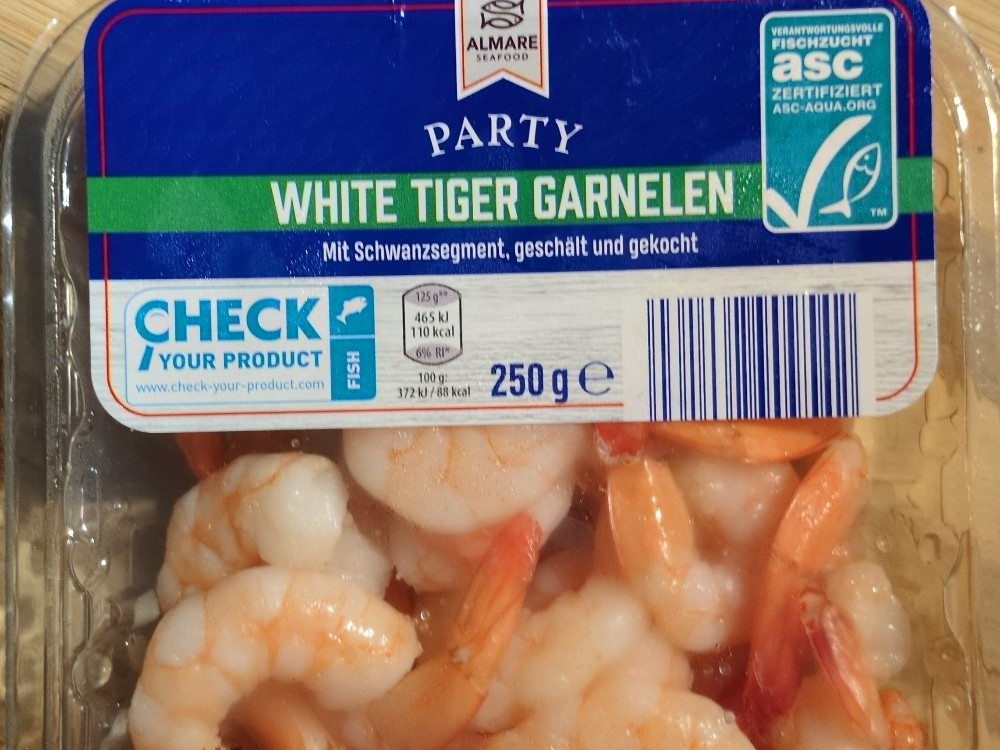 ALMARE
SEAFOOD
VERANTWORTUNGSVOLLE
FISCHZUCHT
asc
ZERTIFIZIERT
ASC-AQUA.ORG
TM
PARTY
WHITE TIGER GARNELEN
Mit Schwanzsegment, geschält und gekocht
CHECK
YOUR PRODUCT
www.check-your-product.com
FISH
125 g**
465 kJ
110 kcal
6% RI*
100 g:
372 kJ / 88 kcal
250 g ℮